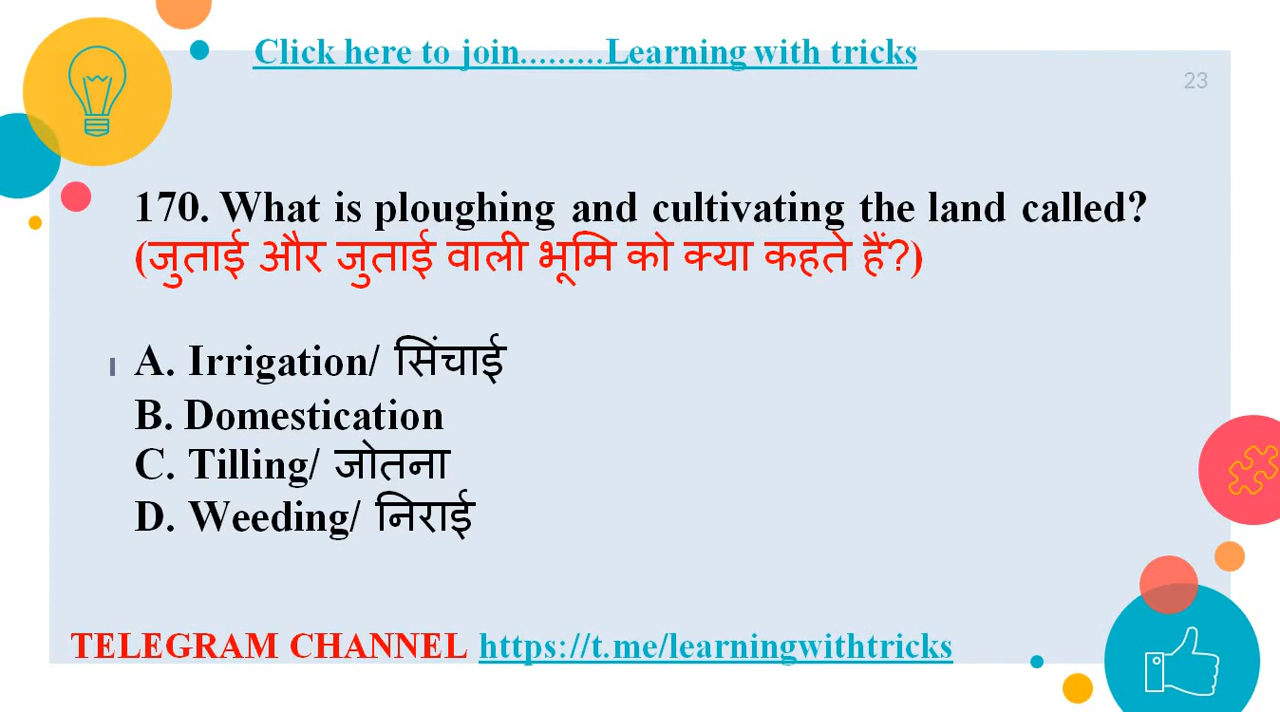 Click here to join.........Learning with tricks
23
170. What is ploughing and cultivating the land called?
(जुताई और जुताई वाली भूमि को क्या कहते हैं?)
A. Irrigation/ सिंचाई
B. Domestication
C. Tilling/ जोतना
D. Weeding/ निराई
TELEGRAM CHANNEL https://t.me/learningwithtricks